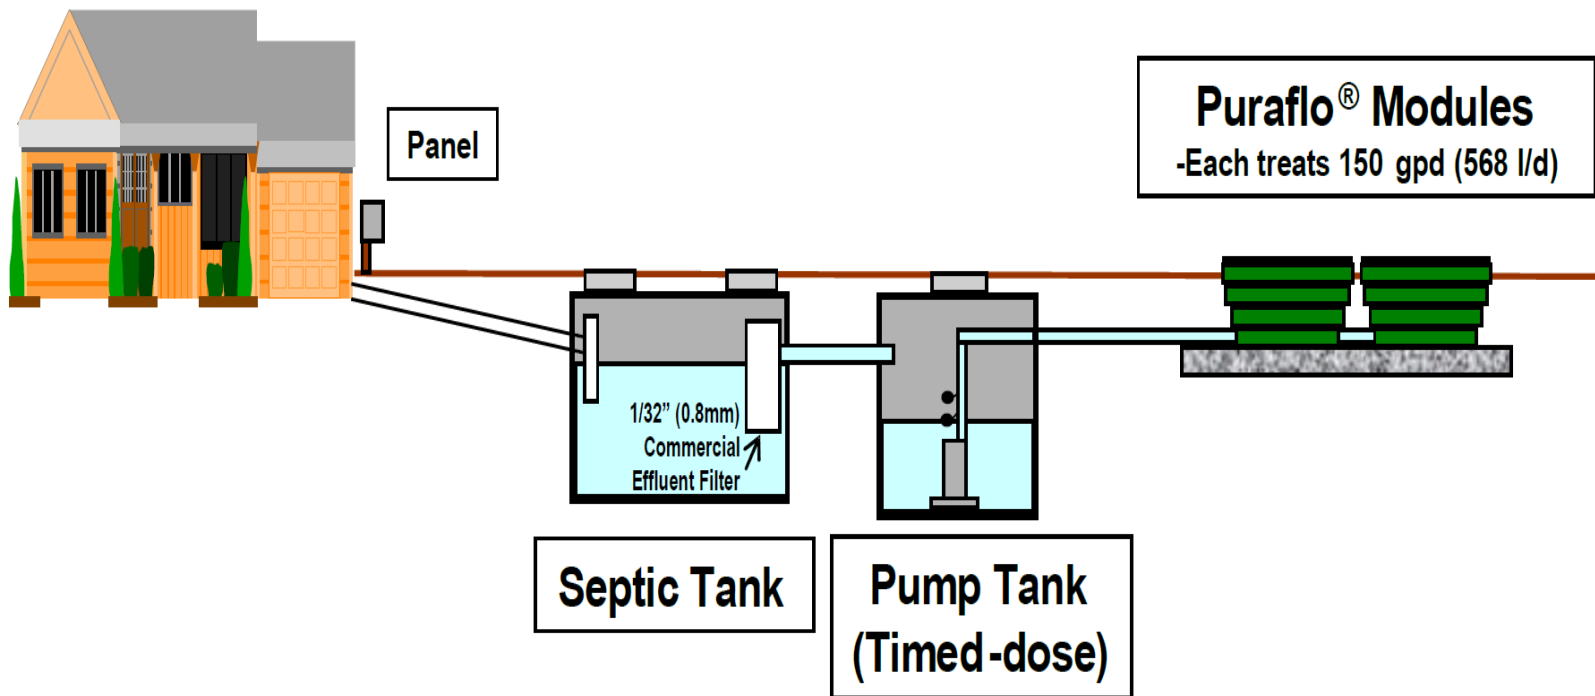 Panel
Puraflo® Modules
-Each treats 150 gpd (568 l/d)
1/32” (0.8mm)
Commercial
Effluent Filter
Septic Tank
Pump Tank
(Timed-dose)